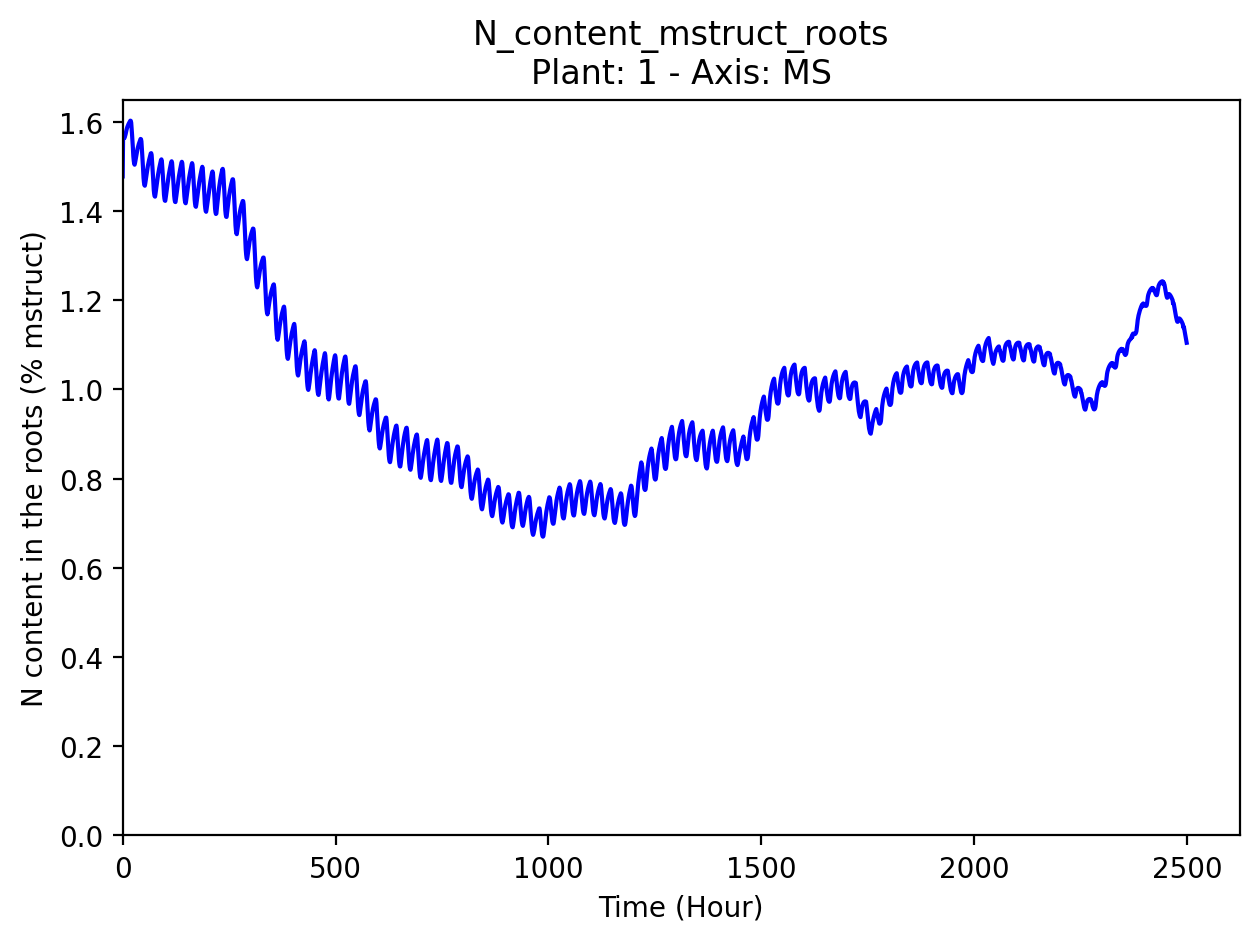 N_content_mstruct_roots
Plant: 1 - Axis: MS
N content in the roots (% mstruct)
1.6
1.4
1.2
1.0
0.8
0.6
0.4
0.2
0.0
0 500 1000 1500 2000 2500
Time (Hour)